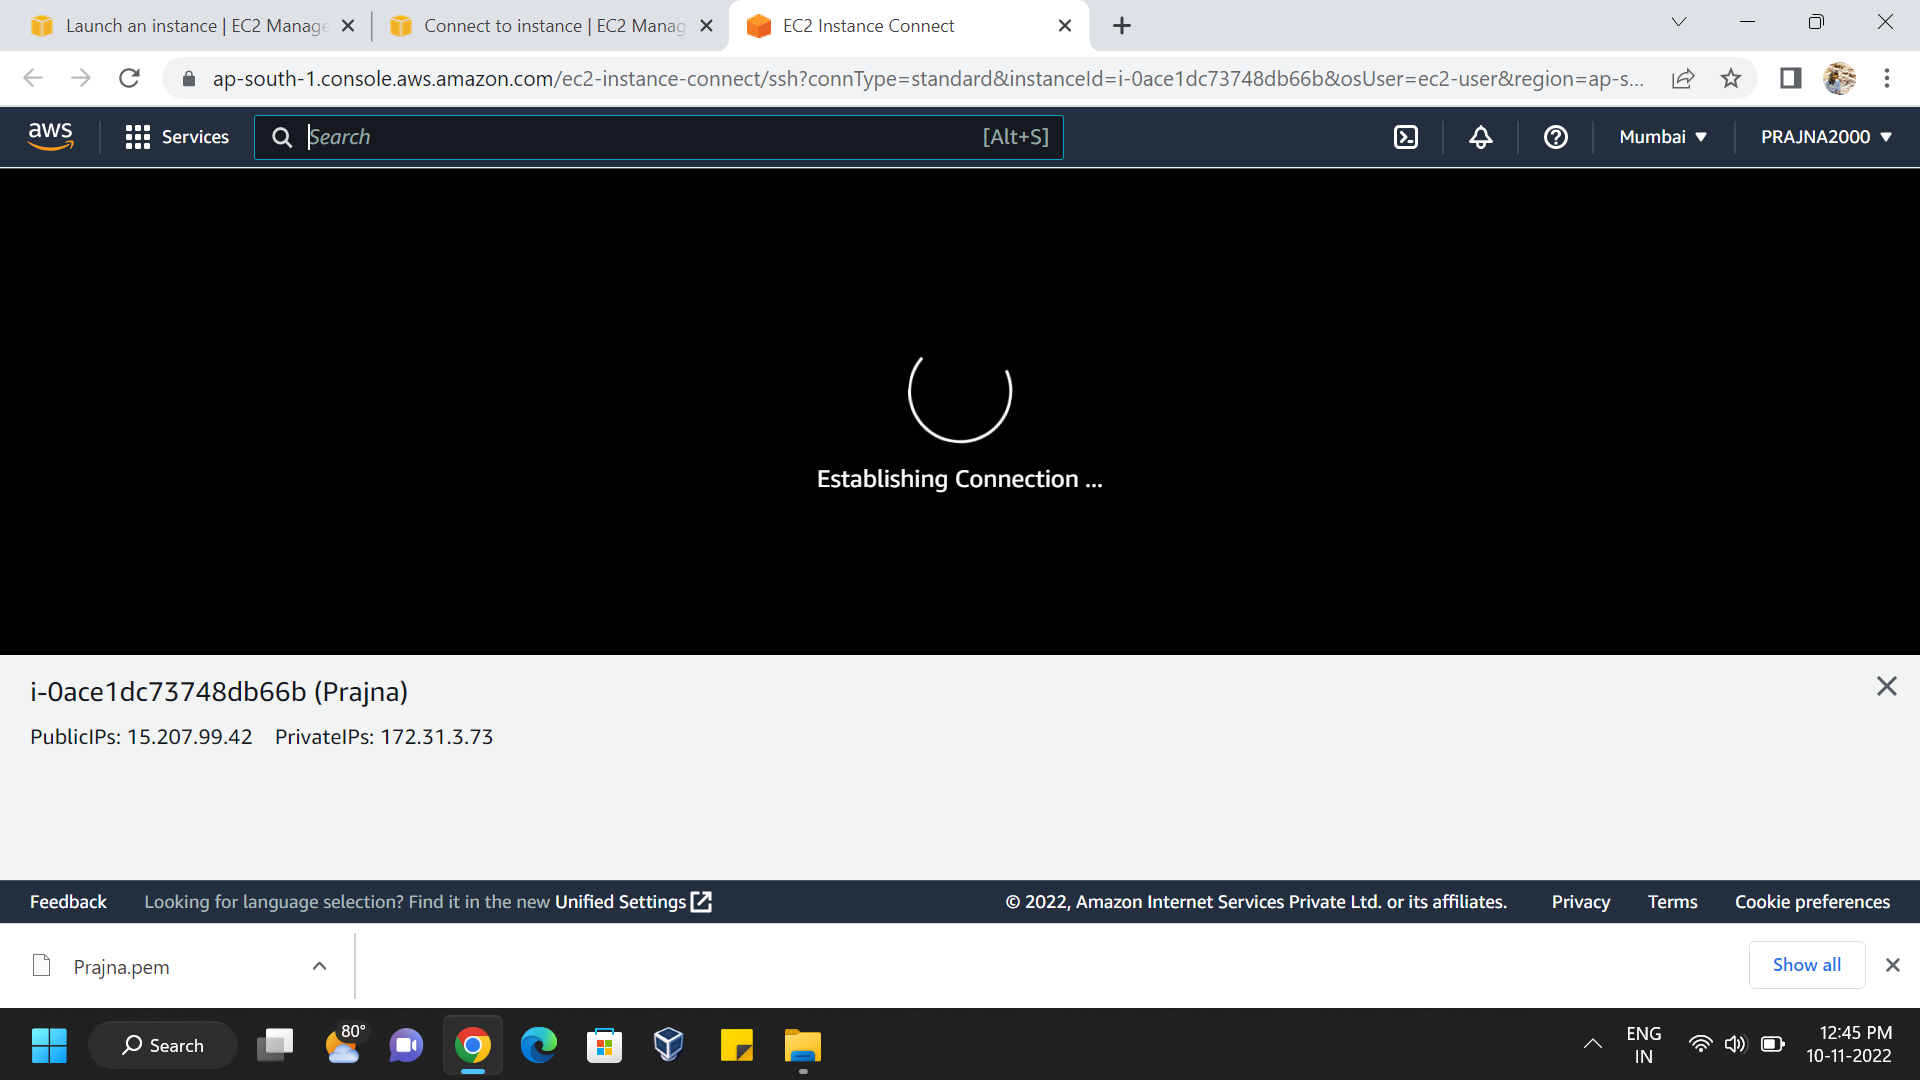 Launch an instance | EC2 Manage
Connect to instance | EC2 Manag
EC2 Instance Connect
ap-south-1.console.aws.amazon.com/ec2-instance-connect/ssh?connType=standard&instanceId=i-0ace1dc73748db66b&osUser=ec2-user&region=ap-s...
aws
Services
Search
[Alt+S]
Mumbai
PRAJNA2000
Establishing Connection ...
i-0ace1dc73748db66b (Prajna)
PublicIPs: 15.207.99.42 PrivateIPs: 172.31.3.73
Feedback
Looking for language selection? Find it in the new Unified Settings
© 2022, Amazon Internet Services Private Ltd. or its affiliates.
Privacy
Terms
Cookie preferences
Prajna.pem
Show all
Search
80°
ENG
IN
12:45 PM
10-11-2022